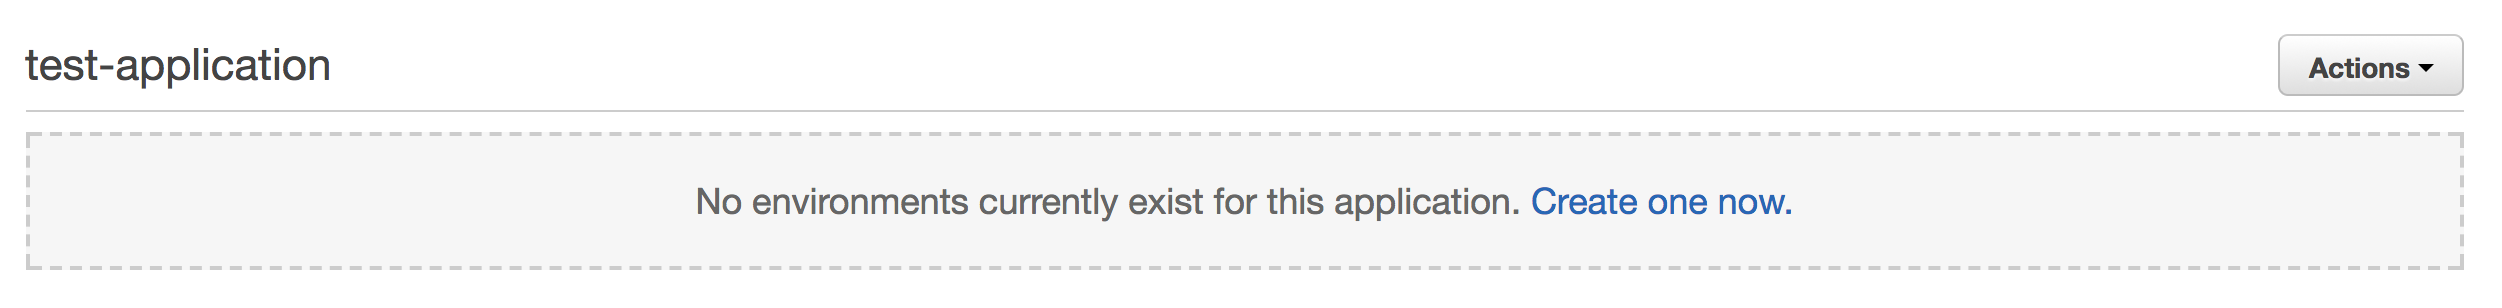 test-application
Actions
No environments currently exist for this application. Create one now.